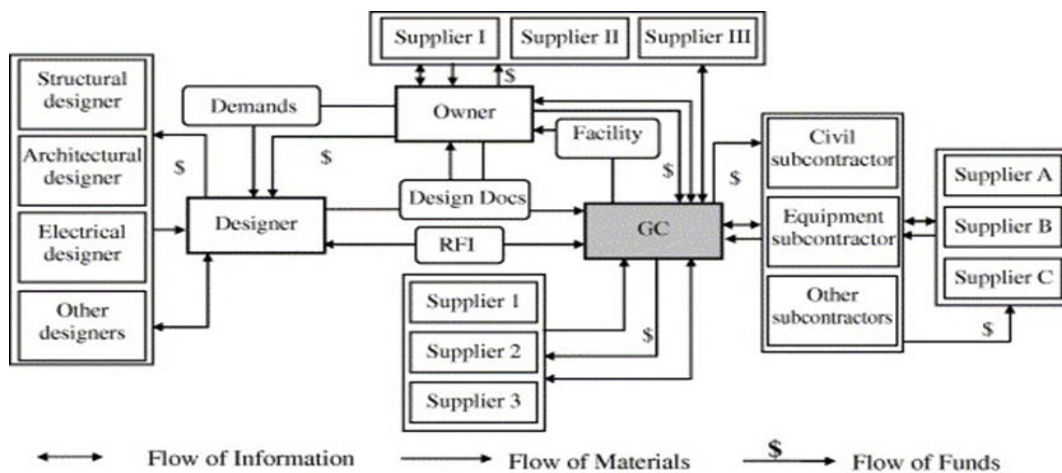 Supplier I
Supplier II
Supplier III
$
Structural
designer
Architectural
designer
Electrical
designer
Other
designers
$
Demands
Owner
$
Facility
$
Design Docs
Designer
RFI
GC
$
Civil
subcontractor
Equipment
subcontractor
Other
subcontractors
Supplier A
Supplier B
Supplier C
$
Supplier 1
Supplier 2
Supplier 3
$
Flow of Information
Flow of Materials
$
Flow of Funds